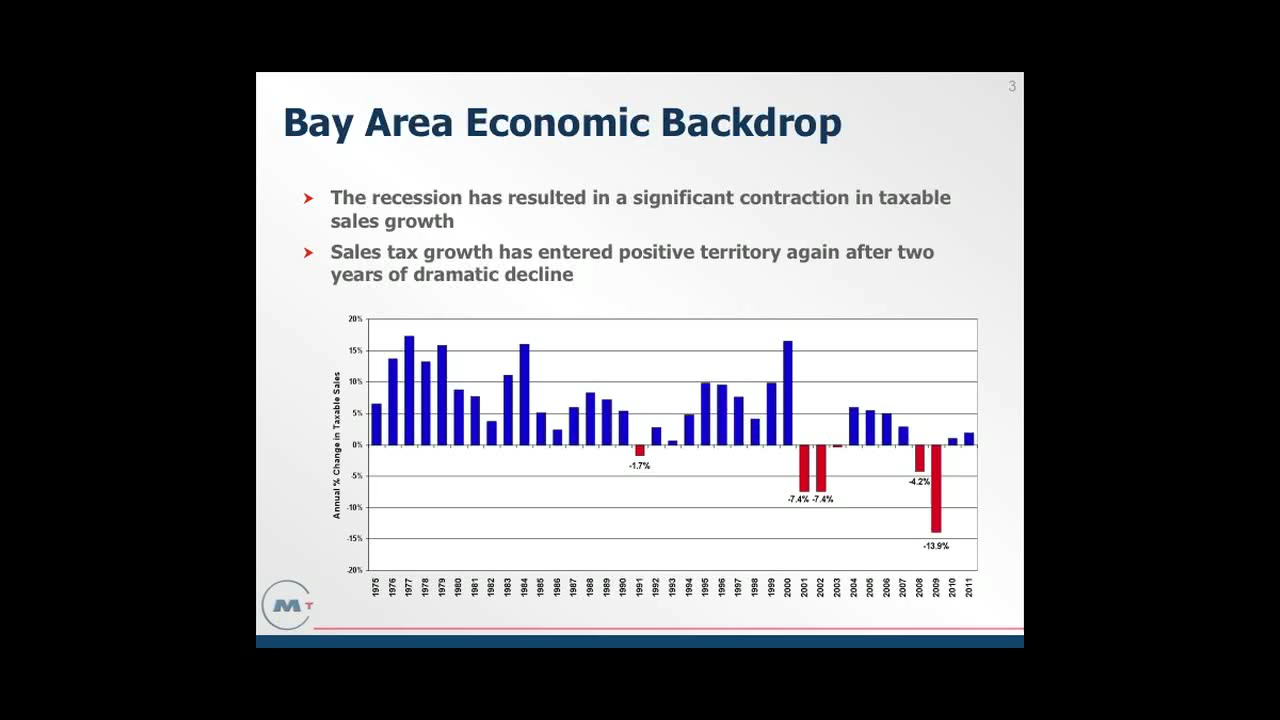 3
Bay Area Economic Backdrop
The recession has resulted in a significant contraction in taxable
sales growth
Sales tax growth has entered positive territory again after two
years of dramatic decline
Annual % Change in Taxable Sales
20%
15%
10%
5%
0%
-5%
-10%
-15%
-20%
-1.7%
-7.4% -7.4%
-4.2%
-13.9%
1975 1976 1977 1978 1979 1980 1981 1982 1983 1984 1985 1986 1987 1988 1989 1990 1991 1992 1993 1994 1995 1996 1997 1998 1999 2000 2001 2002 2003 2004 2005 2006 2007 2008 2009 2010 2011
M T